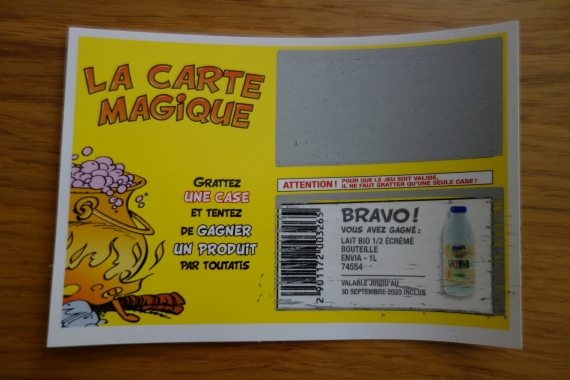 LA CARTE
MAGIQUE
GRATTEZ
UNE CASE
ET TENTEZ
DE GAGNER
UN PRODUIT
PAR TOUTATIS
ATTENTION ! POUR QUE LE JEU SOIT VALIDE,
IL NE FAUT GRATTER QU'UNE SEULE CASE !
BRAVO !
VOUS AVEZ GAGNÉ :
LAIT BIO 1/2 ÉCRÉMÉ
BOUTEILLE
ENVIA - 1L
74554
VALABLE JUSQU'AU
30 SEPTEMBRE 2020 INCLUS